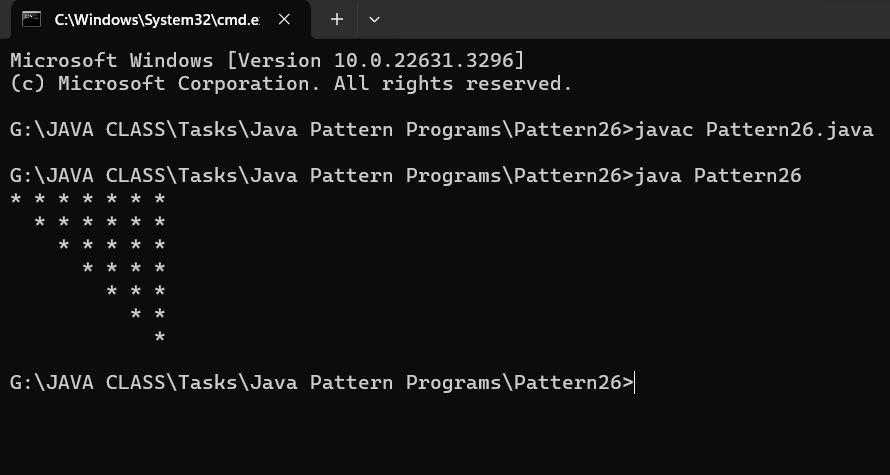 C:\Windows\System32\cmd.e
Microsoft Windows [Version 10.0.22631.3296]
(c) Microsoft Corporation. All rights reserved.
G:\JAVA CLASS\Tasks\Java Pattern Programs\Pattern26>javac Pattern26.java
G:\JAVA CLASS\Tasks\Java Pattern Programs\Pattern26>java Pattern26
* * * * * * *
  * * * * * *
    * * * * *
      * * * *
        * * *
          * *
            *
G:\JAVA CLASS\Tasks\Java Pattern Programs\Pattern26>